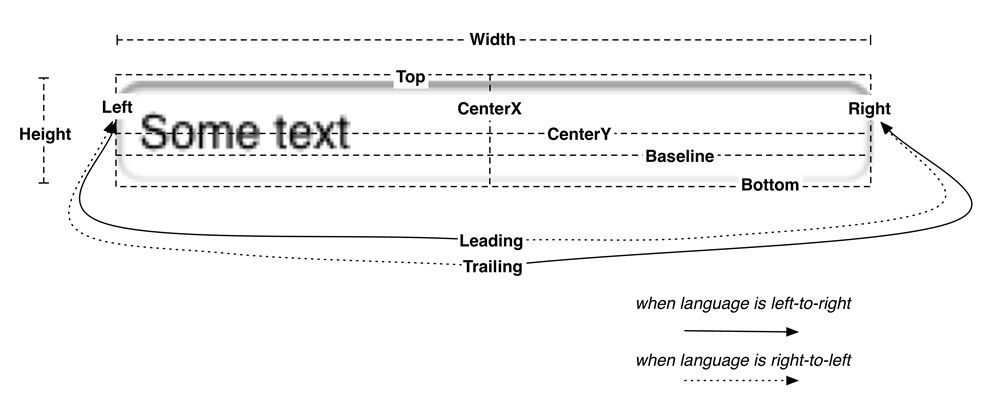 Width
Top
Left
CenterX
Right
Height
Some text
CenterY
Baseline
Bottom
Leading
Trailing
when language is left-to-right
when language is right-to-left